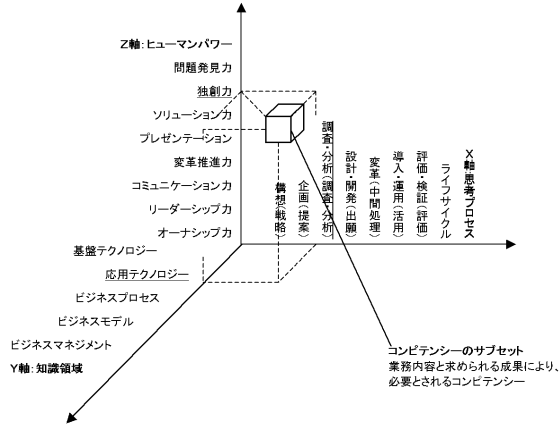 Z軸:ヒューマンパワー
問題発見力
独創力
ソリューション力
プレゼンテーション
変革推進力
コミュニケーション力
リーダーシップ力
オーナシップ力
基盤テクノロジー
応用テクノロジー
ビジネスプロセス
ビジネスモデル
ビジネスマネジメント
Y軸:知識領域
構想(戦略)
企画(提案)
調査・分析(調査・分析)
設計・開発(出願)
変革(中間処理)
導入・運用(活用)
評価・検証(評価)
ライフサイクル
X軸:思考プロセス
コンピテンシーのサブセット
業務内容と求められる成果により、
必要とされるコンピテンシー